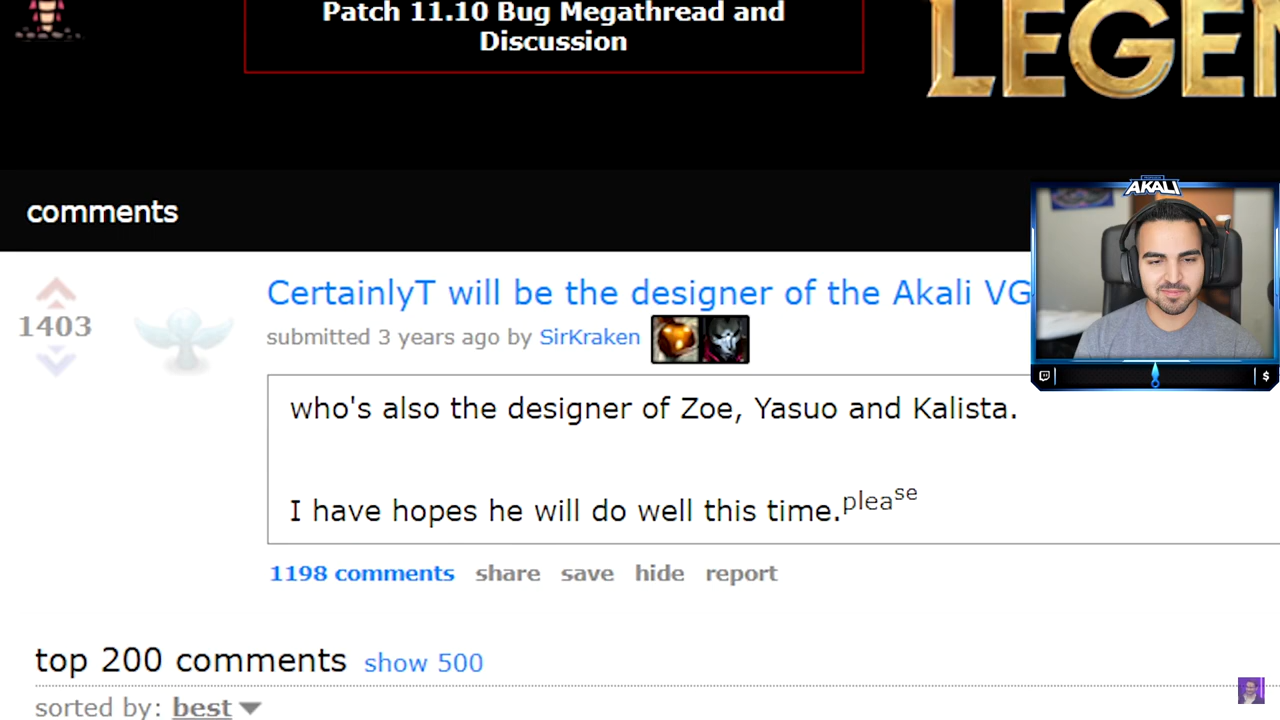 Patch 11.10 Bug Megathread and
Discussion
LEGEN
comments
AKALI
1403
CertainlyT will be the designer of the Akali VG
submitted 3 years ago by SirKraken
who's also the designer of Zoe, Yasuo and Kalista.
I have hopes he will do well this time.please
$
1198 comments share save hide report
top 200 comments show 500
sorted by: best